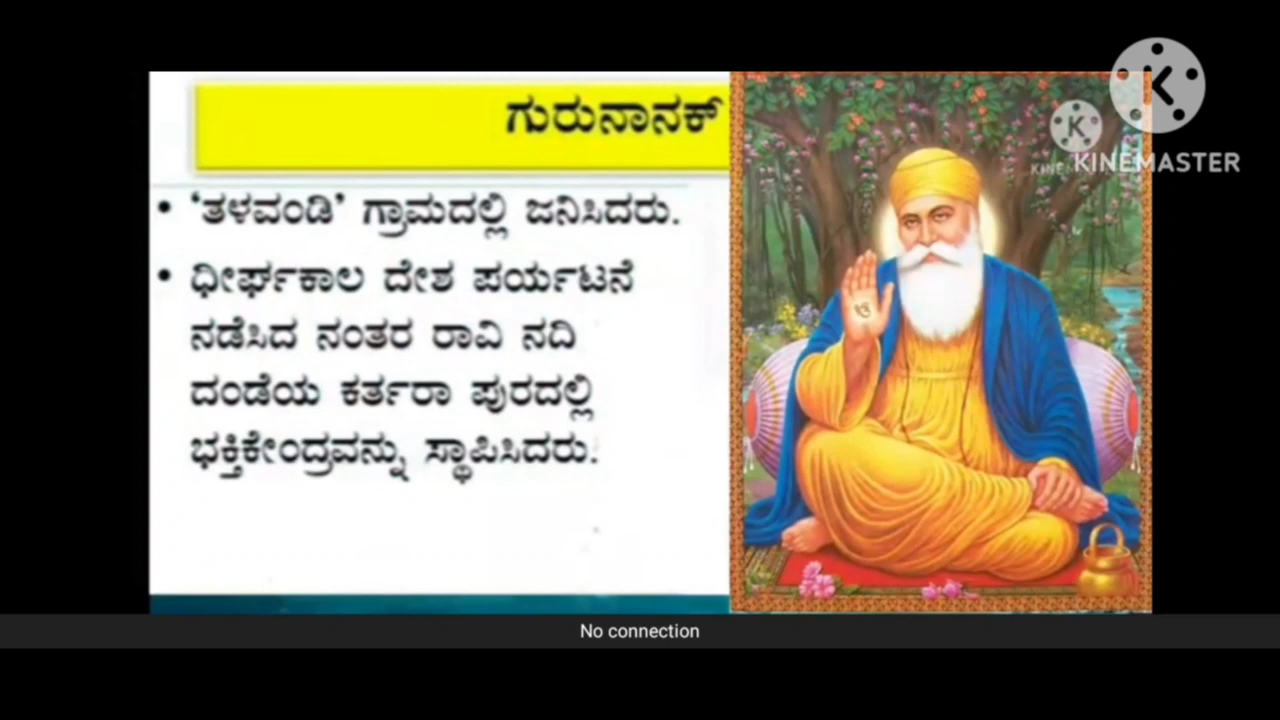 ಗುರುನಾನಕ್
• ‘ತಳವಂಡಿ’ ಗ್ರಾಮದಲ್ಲಿ ಜನಿಸಿದರು.
• ಧೀರ್ಘಕಾಲ ದೇಶ ಪರ್ಯಟನೆ
ನಡೆಸಿದ ನಂತರ ರಾವಿ ನದಿ
ದಂಡೆಯ ಕರ್ತರಾ ಪುರದಲ್ಲಿ
ಭಕ್ತಿಕೇಂದ್ರವನ್ನು ಸ್ಥಾಪಿಸಿದರು.
ੴ
K
K
KINEMASTER
No connection